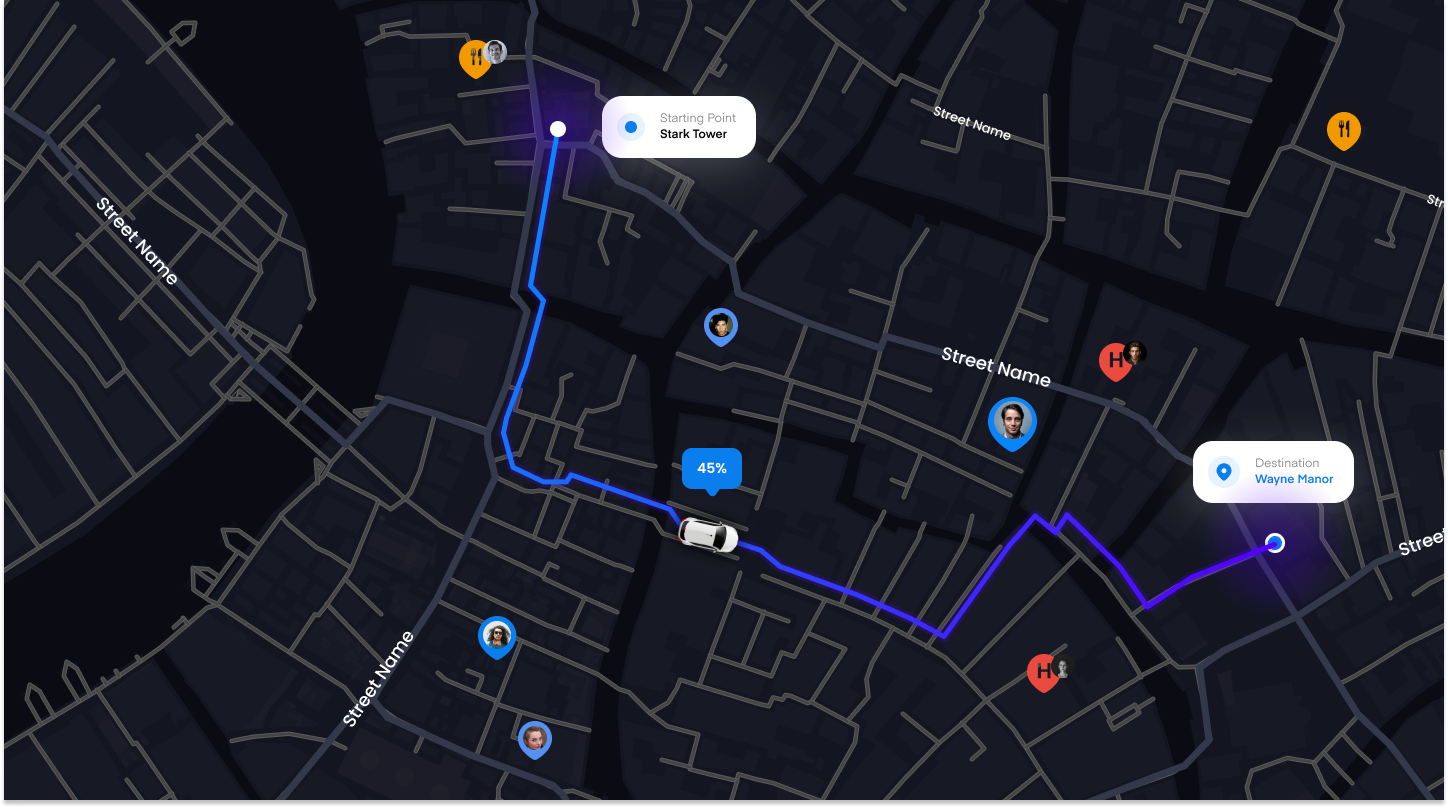 Street Name
Starting Point
Stark Tower
Street Name
Str
Street Name
H
45%
Destination
Wayne Manor
Street
Street Name
H